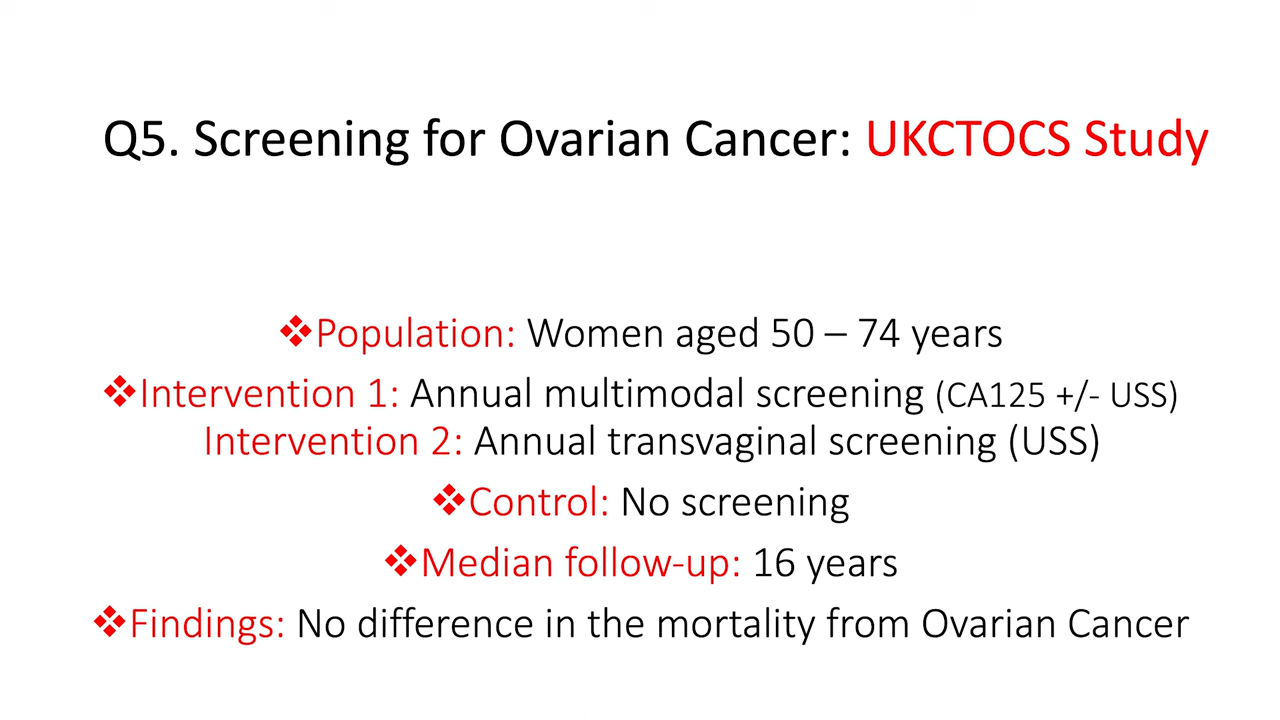 Q5. Screening for Ovarian Cancer: UKCTOCS Study
❖Population: Women aged 50 – 74 years
❖Intervention 1: Annual multimodal screening (CA125 +/- USS)
Intervention 2: Annual transvaginal screening (USS)
❖Control: No screening
❖Median follow-up: 16 years
❖Findings: No difference in the mortality from Ovarian Cancer